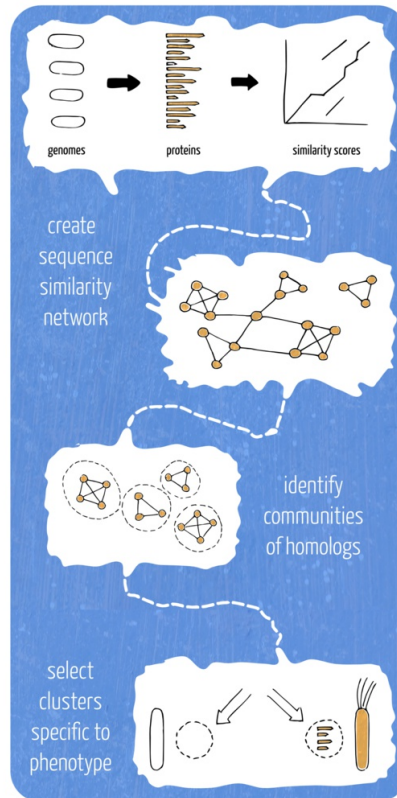 genomes
proteins
similarity scores
create
sequence
similarity
network
identify
communities
of homologs
select
clusters
specific to
phenotype